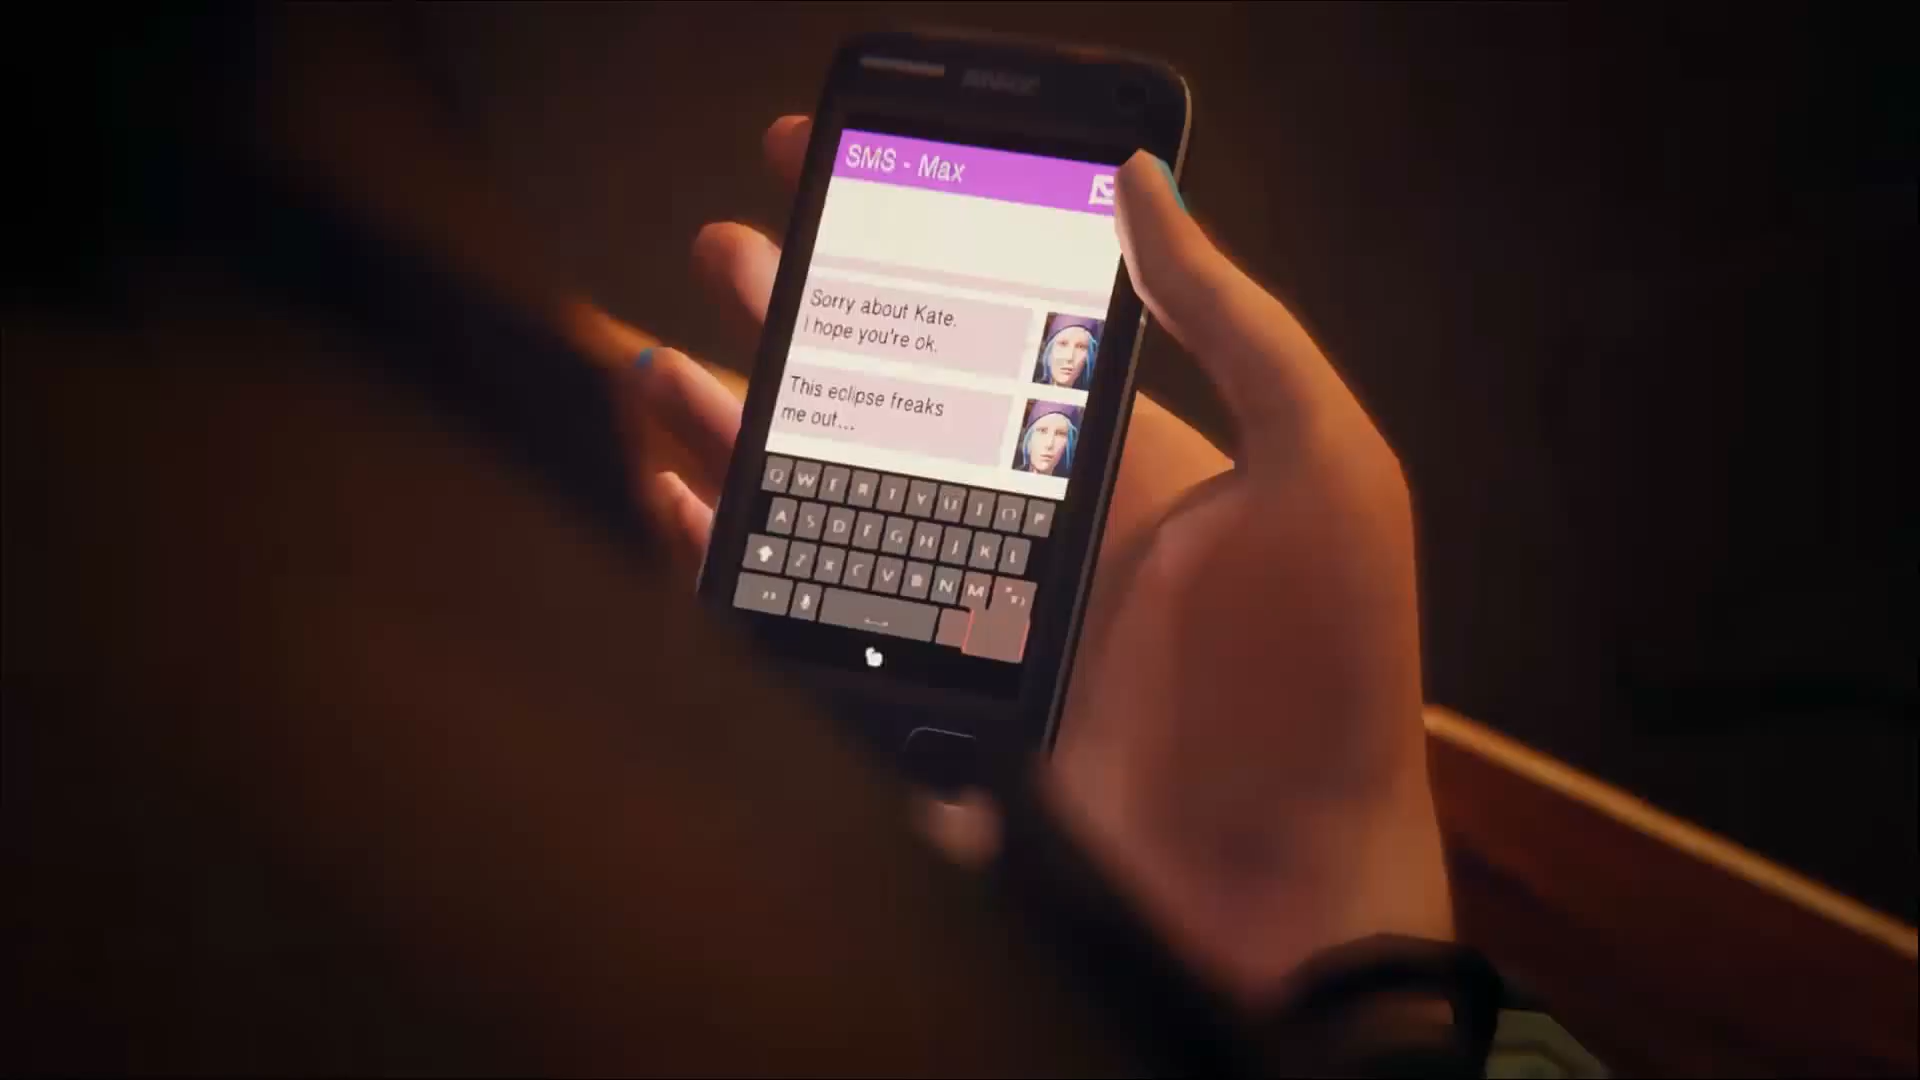 SMS - Max
Sorry about Kate.
I hope you're ok.
This eclipse freaks
me out...
Q W E R T Y U I O P
A S D F G H J K L
Z X C V B N M